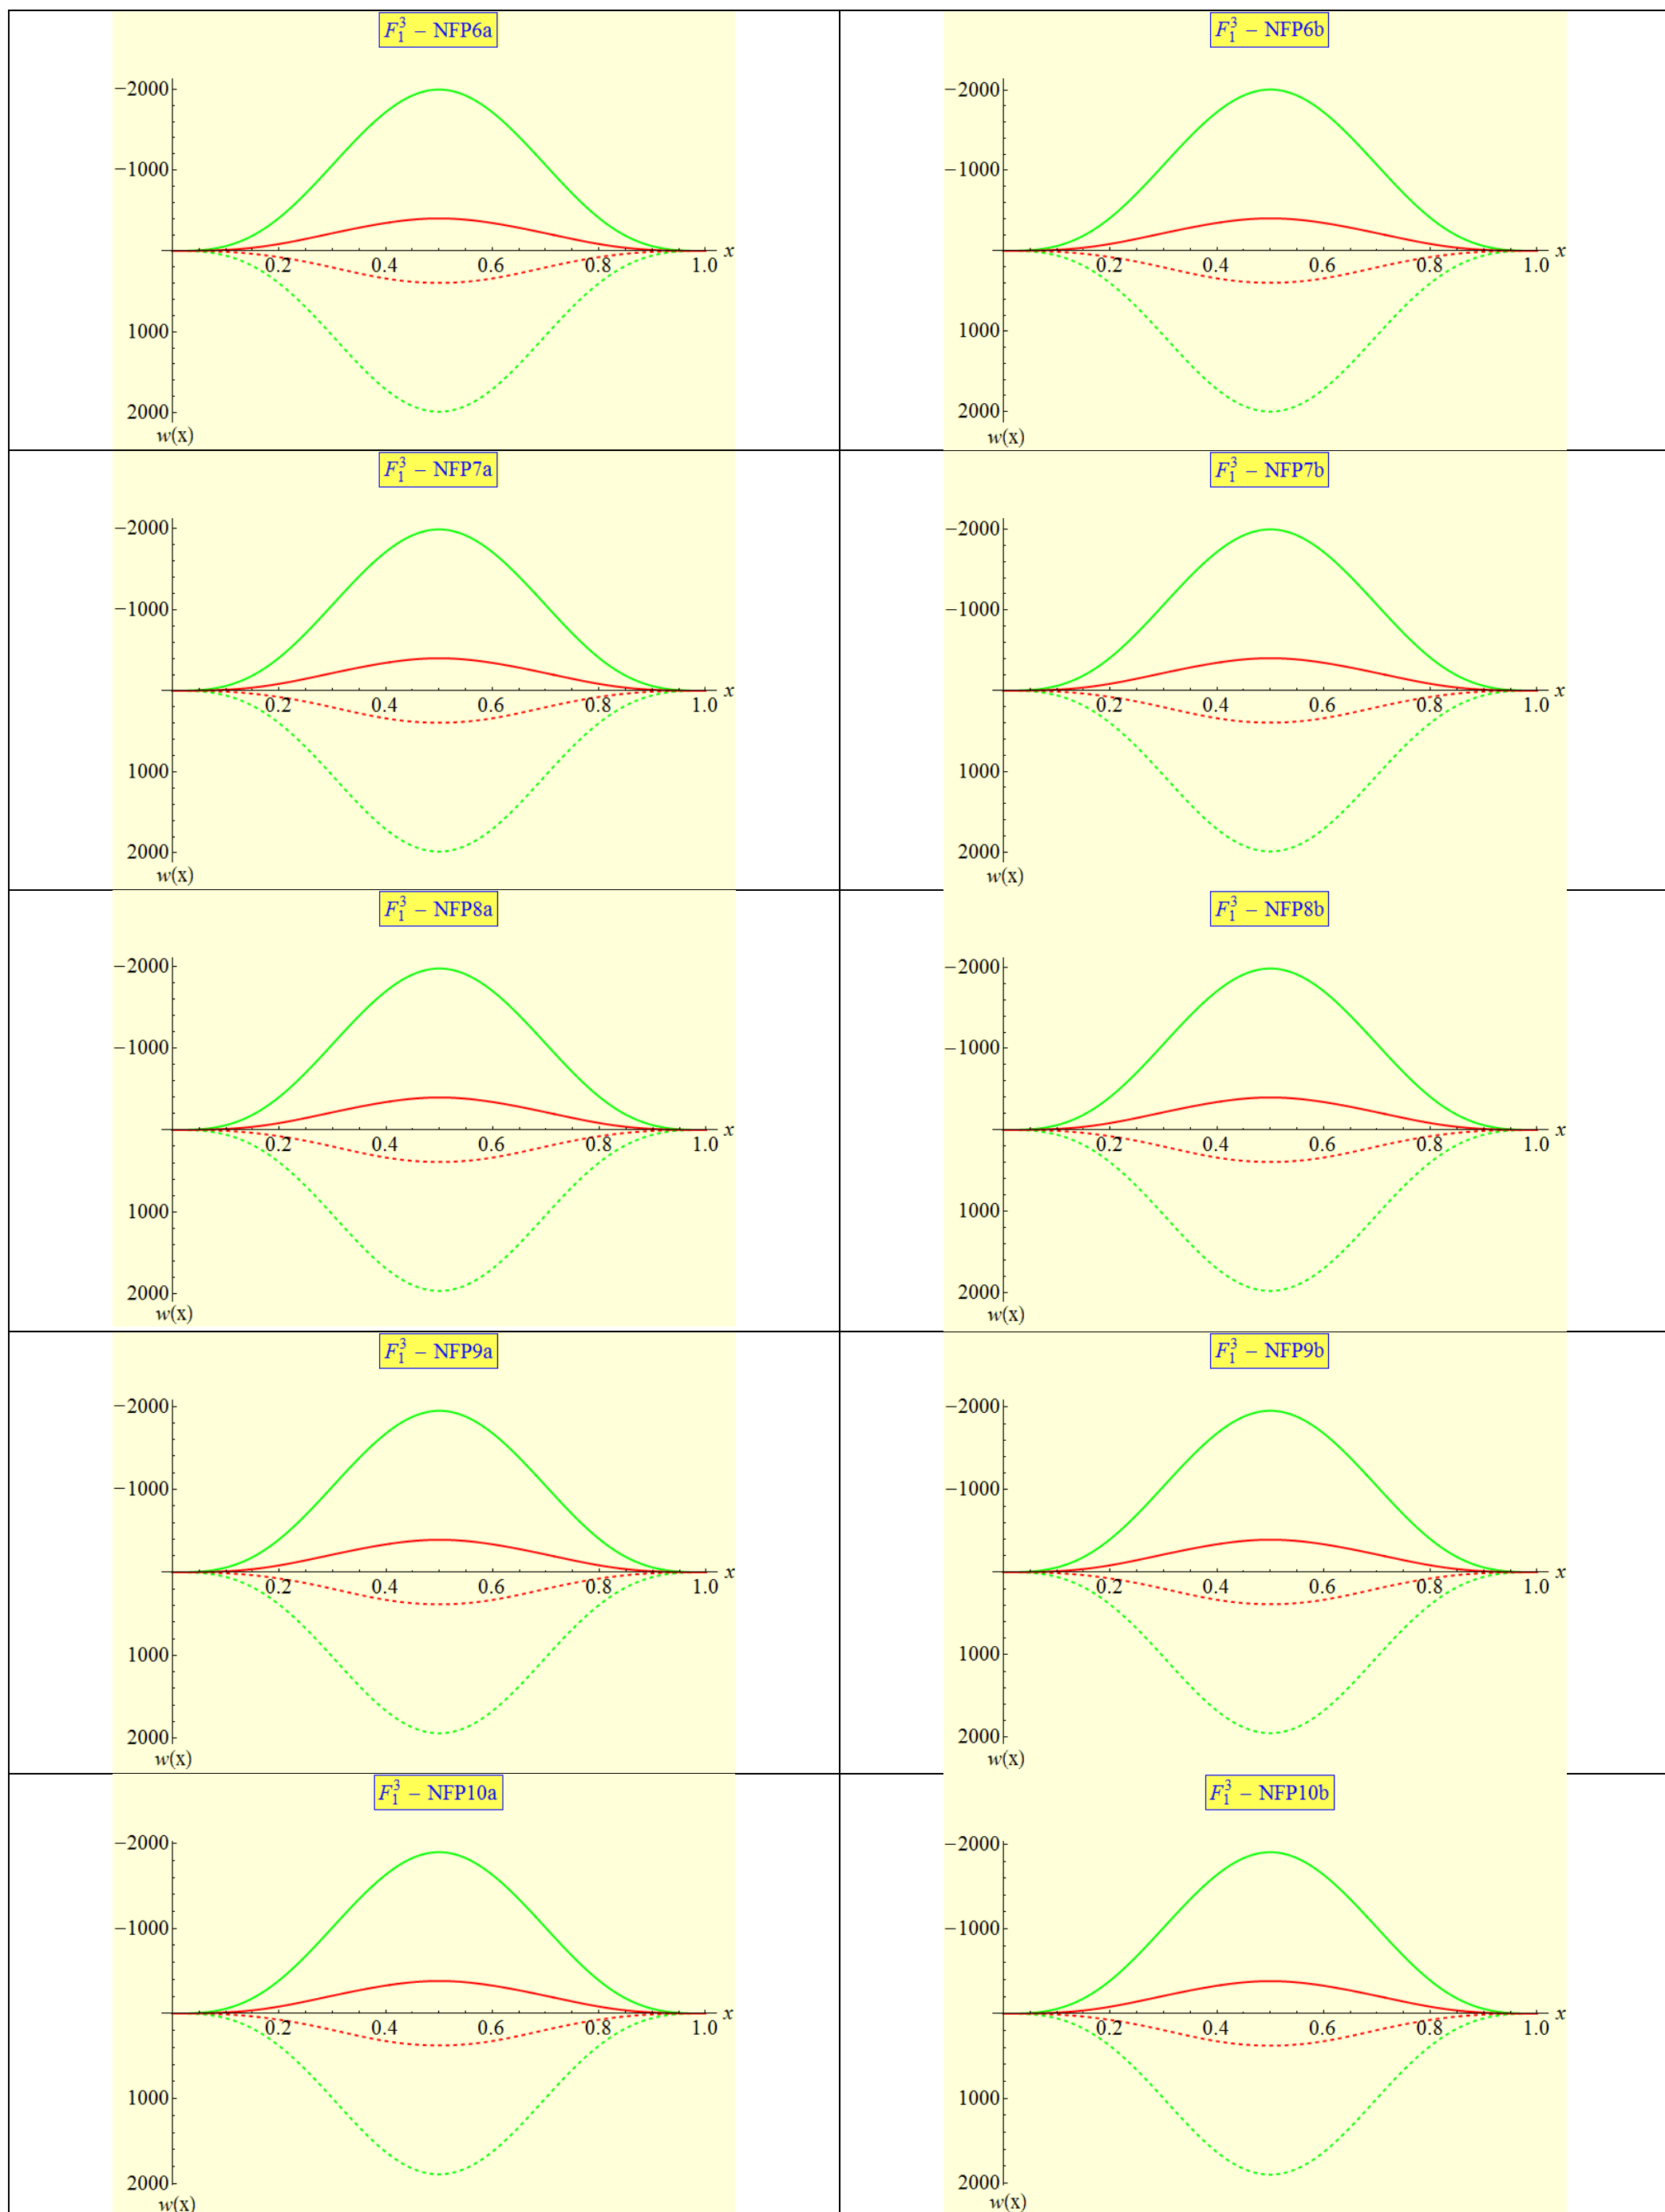 F₁³ – NFP6a
−2000
−1000
x
0.2 0.4 0.6 0.8 1.0
1000
2000
w(x)
F₁³ – NFP6b
−2000
−1000
x
0.2 0.4 0.6 0.8 1.0
1000
2000
w(x)
F₁³ – NFP7a
−2000
−1000
x
0.2 0.4 0.6 0.8 1.0
1000
2000
w(x)
F₁³ – NFP7b
−2000
−1000
x
0.2 0.4 0.6 0.8 1.0
1000
2000
w(x)
F₁³ – NFP8a
−2000
−1000
x
0.2 0.4 0.6 0.8 1.0
1000
2000
w(x)
F₁³ – NFP8b
−2000
−1000
x
0.2 0.4 0.6 0.8 1.0
1000
2000
w(x)
F₁³ – NFP9a
−2000
−1000
x
0.2 0.4 0.6 0.8 1.0
1000
2000
w(x)
F₁³ – NFP9b
−2000
−1000
x
0.2 0.4 0.6 0.8 1.0
1000
2000
w(x)
F₁³ – NFP10a
−2000
−1000
x
0.2 0.4 0.6 0.8 1.0
1000
2000
w(x)
F₁³ – NFP10b
−2000
−1000
x
0.2 0.4 0.6 0.8 1.0
1000
2000
w(x)